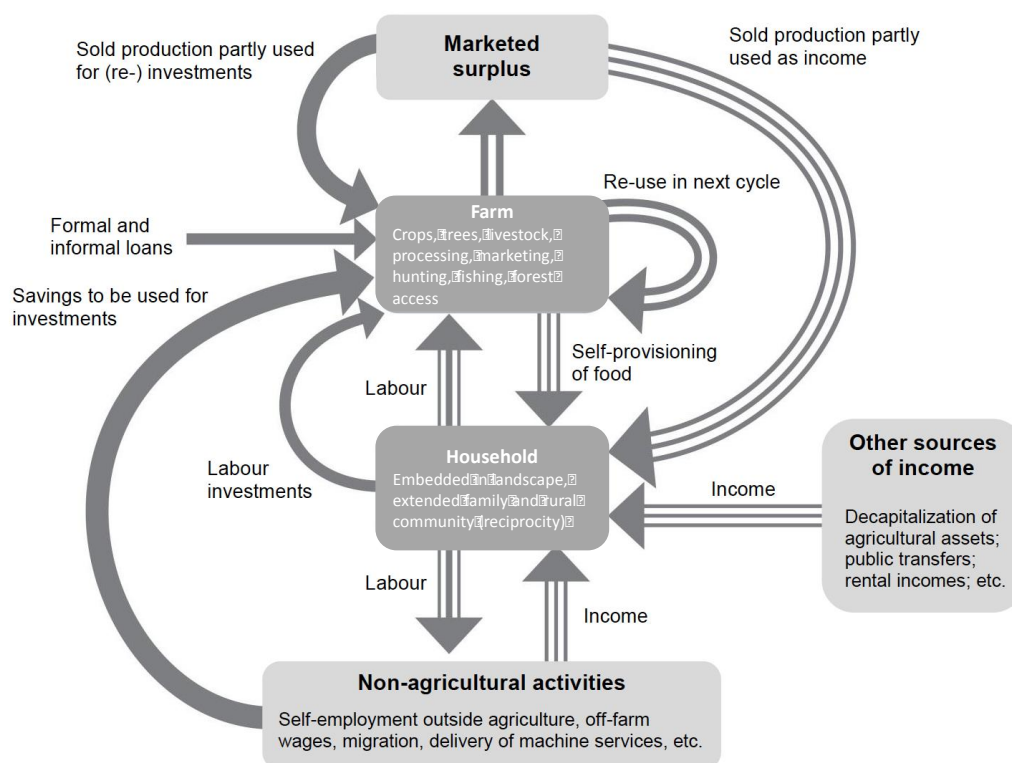 Sold production partly used
for (re-) investments
Marketed
surplus
Sold production partly
used as income
Re-use in next cycle
Farm
Crops, trees, livestock,
processing, marketing,
hunting, fishing, forest
access
Formal and
informal loans
Savings to be used for
investments
Self-provisioning
of food
Labour
Household
Embedded in landscape,
extended family and rural
community (reciprocity)
Labour
investments
Other sources
of income
Decapitalization of
agricultural assets;
public transfers;
rental incomes; etc.
Income
Labour
Income
Non-agricultural activities
Self-employment outside agriculture, off-farm
wages, migration, delivery of machine services, etc.